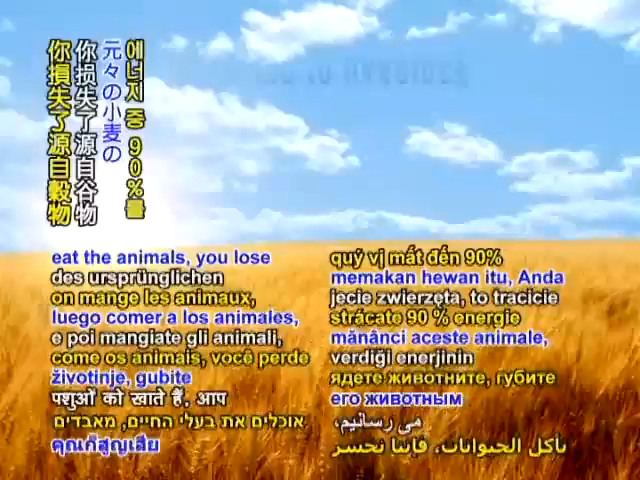 你損失了源自穀物
你损失了源自谷物
元々の小麦の
에너지 중 90%를
eat the animals, you lose
des ursprünglichen
on mange les animaux,
luego comer a los animales,
e poi mangiate gli animali,
come os animais, você perde
životinje, gubite
पशुओं को खाते हैं, आप
אוכלים את בעלי החיים, מאבדים
คุณก็สูญเสีย
quý vị mất đến 90%
memakan hewan itu, Anda
jecie zwierzęta, to tracicie
strácate 90 % energie
mănânci aceste animale,
verdiği enerjinin
ядете животните, губите
его животным
می رسانیم،
نأكل الحيوانات. فإننا نخسر